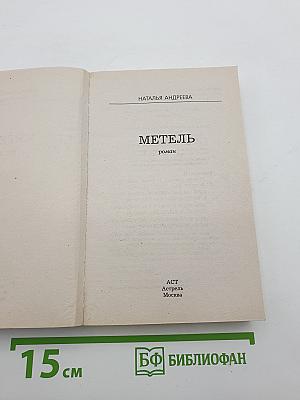 НАТАЛЬЯ АНДРЕЕВА
МЕТЕЛЬ
роман
АСТ
Астрель
Москва
15 см
БФ БИБЛИОФАН